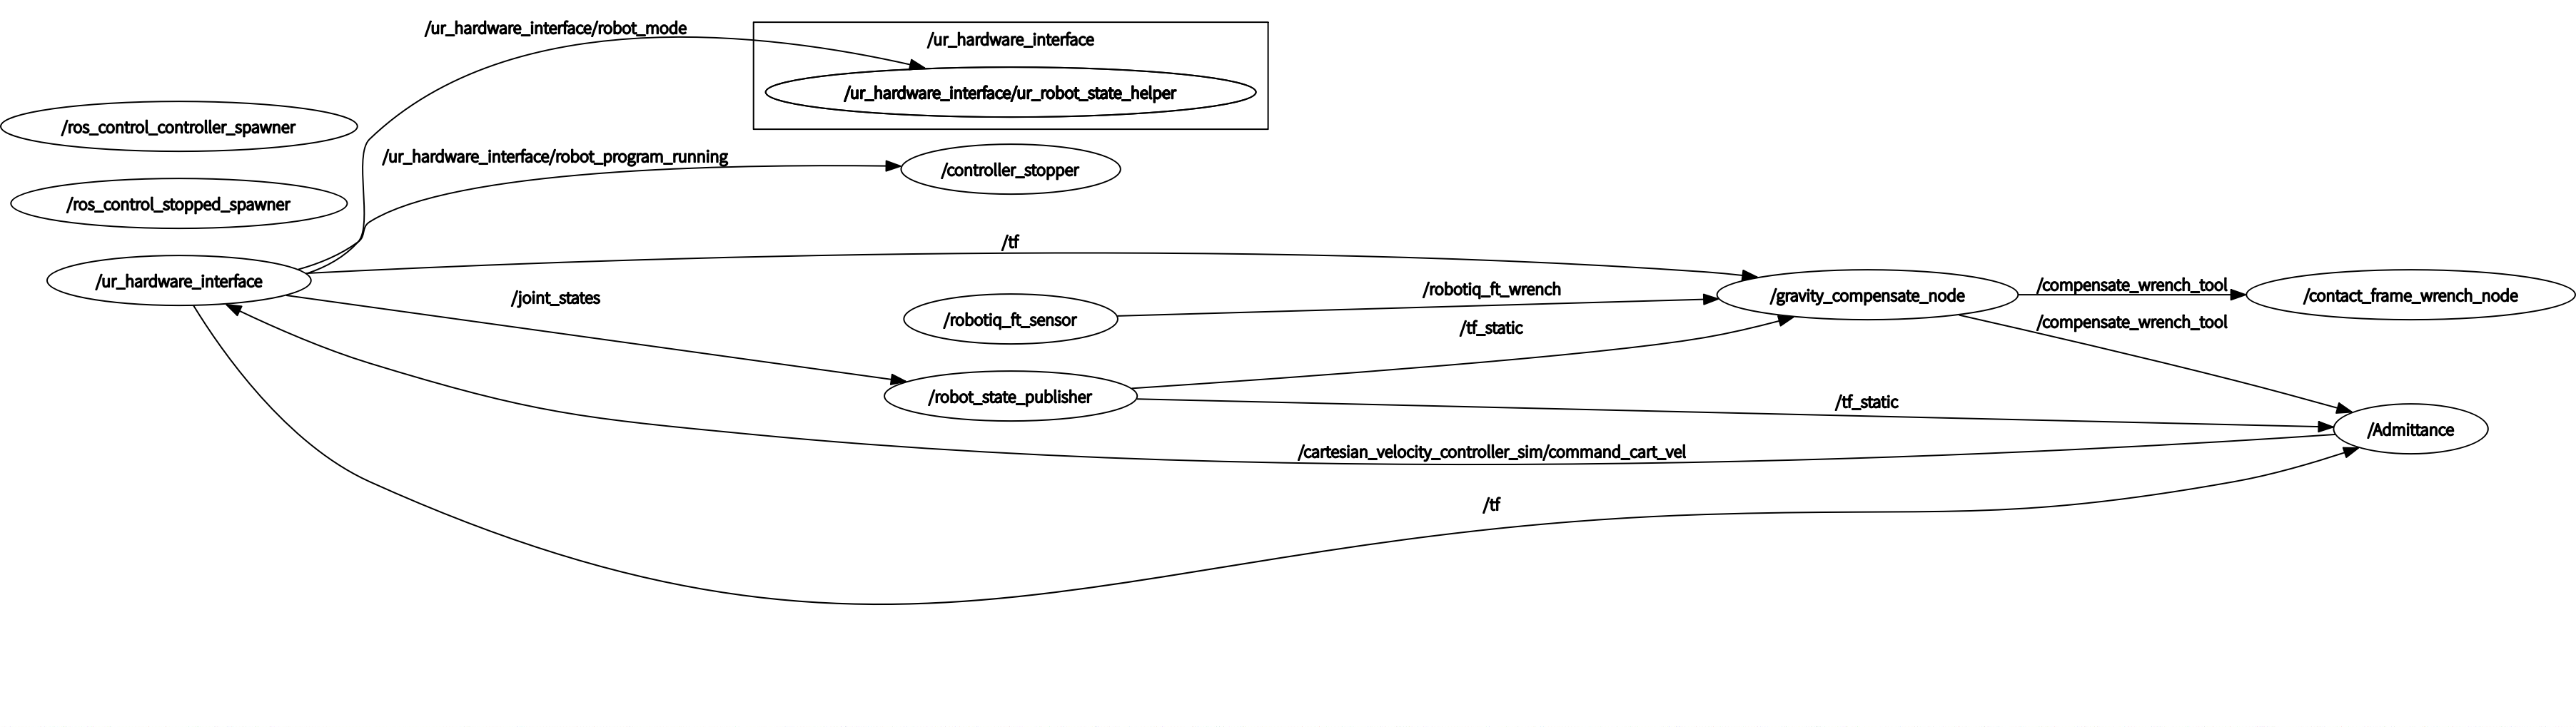 /ur_hardware_interface/robot_mode
/ur_hardware_interface
/ur_hardware_interface/ur_robot_state_helper
/ros_control_controller_spawner
/ur_hardware_interface/robot_program_running
/controller_stopper
/ros_control_stopped_spawner
/tf
/ur_hardware_interface
/joint_states
/robotiq_ft_sensor
/robotiq_ft_wrench
/tf_static
/gravity_compensate_node
/compensate_wrench_tool
/contact_frame_wrench_node
/compensate_wrench_tool
/robot_state_publisher
/tf_static
/Admittance
/cartesian_velocity_controller_sim/command_cart_vel
/tf